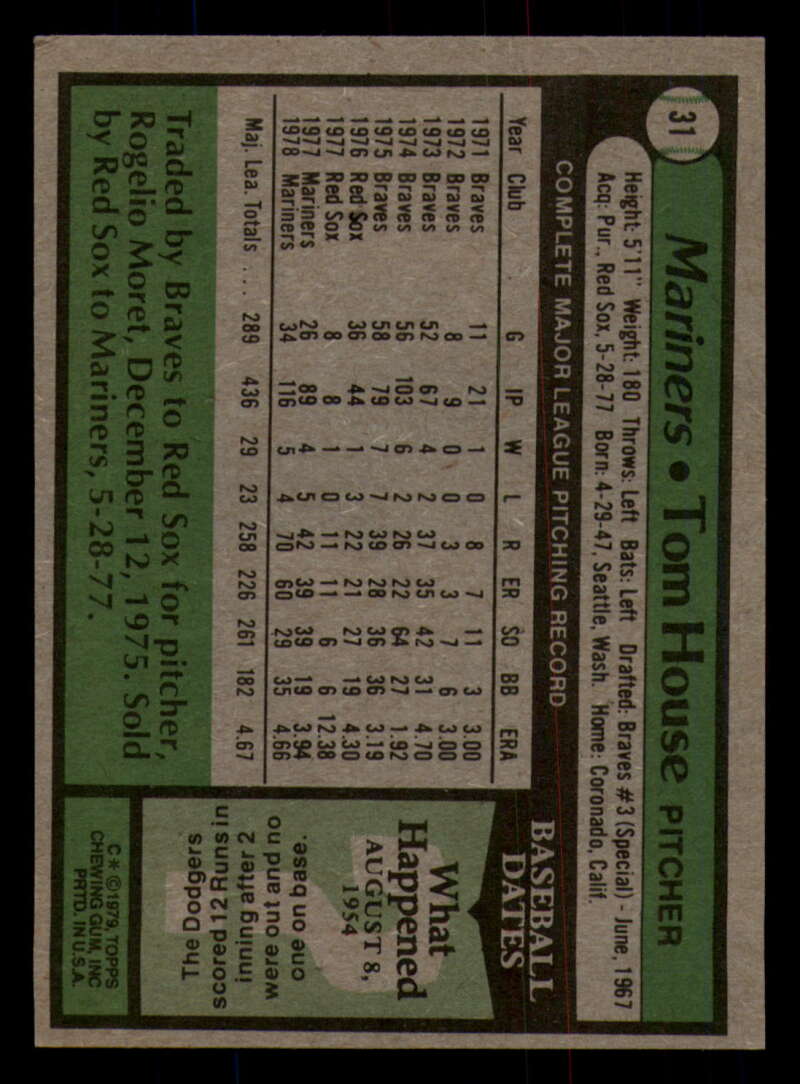 31
Mariners • Tom House PITCHER
Height: 5'11" Weight: 180 Throws: Left Bats: Left Drafted: Braves #3 (Special) - June, 1967
Acq: Pur., Red Sox, 5-28-77 Born: 4-29-47, Seattle, Wash. Home: Coronado, Calif.
COMPLETE MAJOR LEAGUE PITCHING RECORD
Year Club G IP W L R ER SO BB ERA
1971 Braves 11 21 1 0 8 7 11 3 3.00
1972 Braves 8 9 0 0 3 3 7 6 3.00
1973 Braves 52 67 4 2 37 35 42 31 4.70
1974 Braves 56 103 6 2 26 22 64 27 1.92
1975 Braves 58 79 7 7 39 28 36 36 3.19
1976 Red Sox 36 44 1 3 22 21 27 19 4.30
1977 Red Sox 8 8 1 0 11 11 6 6 12.38
1977 Mariners 26 89 4 5 42 39 39 19 3.94
1978 Mariners 34 116 5 4 70 60 29 35 4.66
Maj. Lea. Totals . . . . 289 436 29 23 258 226 261 182 4.67
Traded by Braves to Red Sox for pitcher,
Rogelio Moret, December 12, 1975. Sold
by Red Sox to Mariners, 5-28-77.
BASEBALL
DATES
What
Happened
AUGUST 8,
1954
The Dodgers
scored 12 Runs in
inning after 2
were out and no
one on base.
C✶©1979, TOPPS
CHEWING GUM, INC
PRTD. IN U.S.A.